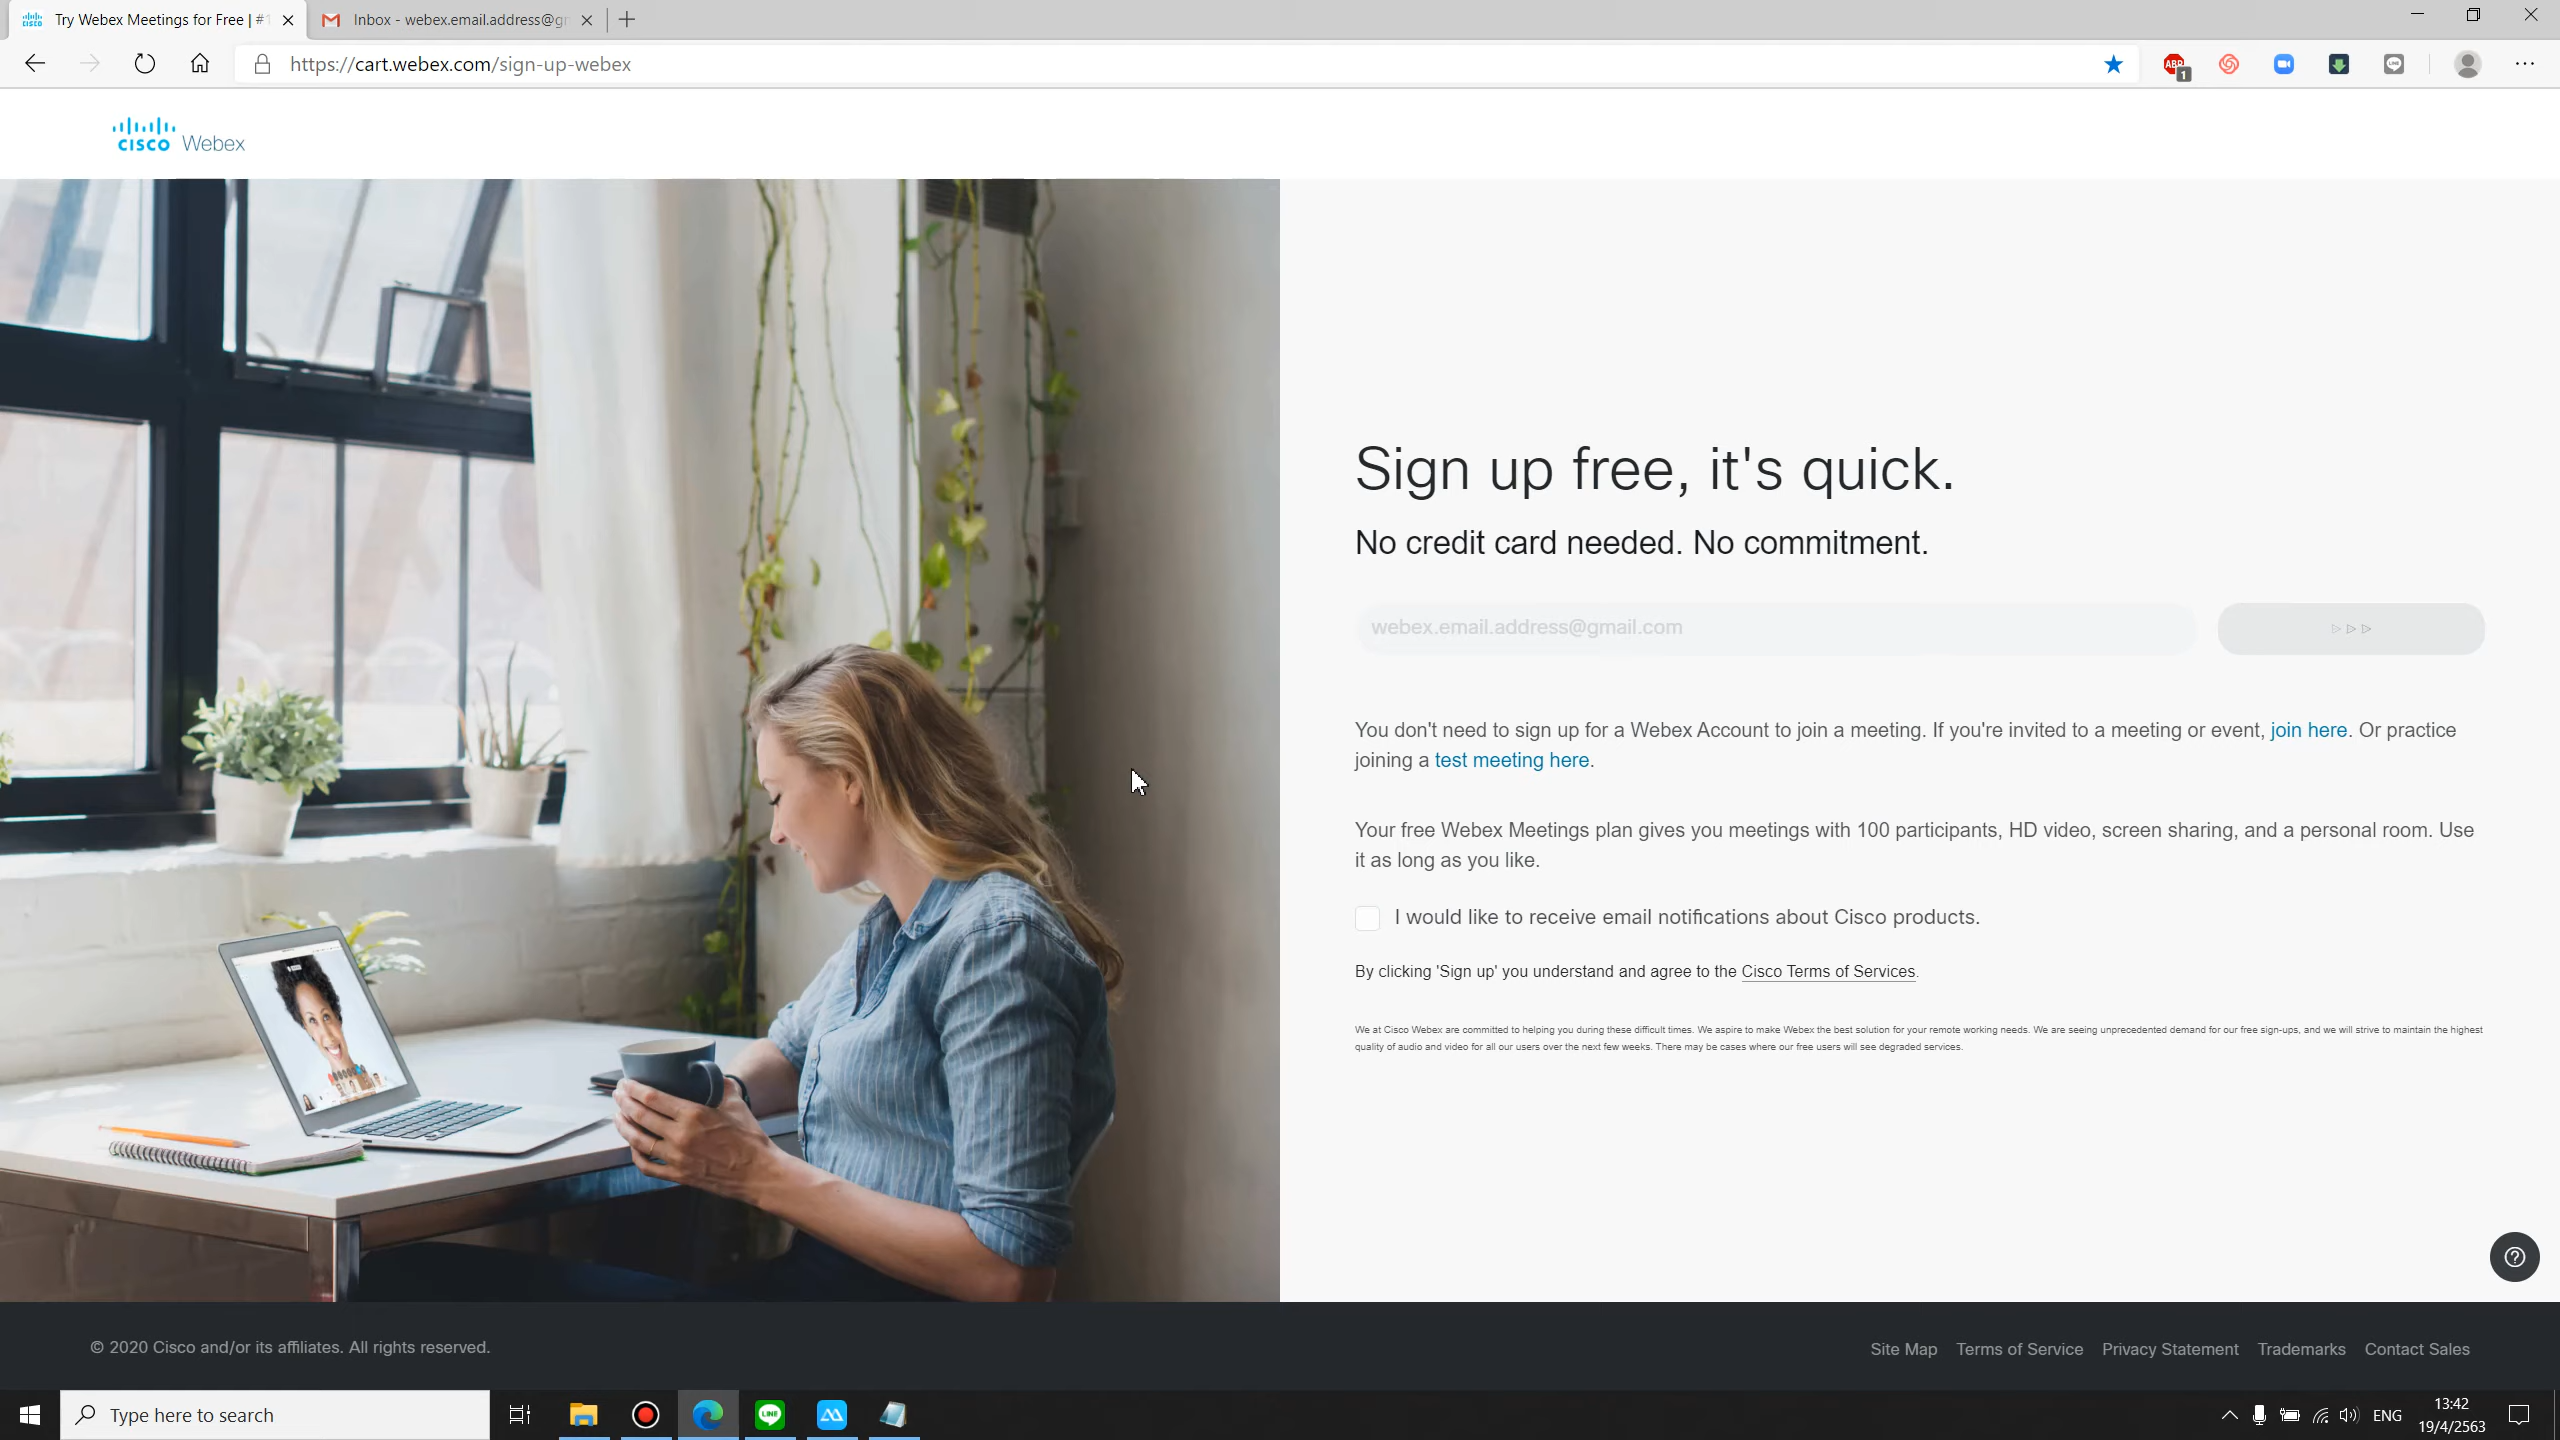 Try Webex Meetings for Free | #1
Inbox - webex.email.address@gm
https://cart.webex.com/sign-up-webex
ABP
1
CISCO Webex
Sign up free, it's quick.
No credit card needed. No commitment.
webex.email.address@gmail.com
You don't need to sign up for a Webex Account to join a meeting. If you're invited to a meeting or event, join here. Or practice
joining a test meeting here.
Your free Webex Meetings plan gives you meetings with 100 participants, HD video, screen sharing, and a personal room. Use
it as long as you like.
I would like to receive email notifications about Cisco products.
By clicking 'Sign up' you understand and agree to the Cisco Terms of Services.
We at Cisco Webex are committed to helping you during these difficult times. We aspire to make Webex the best solution for your remote working needs. We are seeing unprecedented demand for our free sign-ups, and we will strive to maintain the highest
quality of audio and video for all our users over the next few weeks. There may be cases where our free users will see degraded services.
© 2020 Cisco and/or its affiliates. All rights reserved.
Site Map Terms of Service Privacy Statement Trademarks Contact Sales
Type here to search
LINE
ENG
13:42
19/4/2563